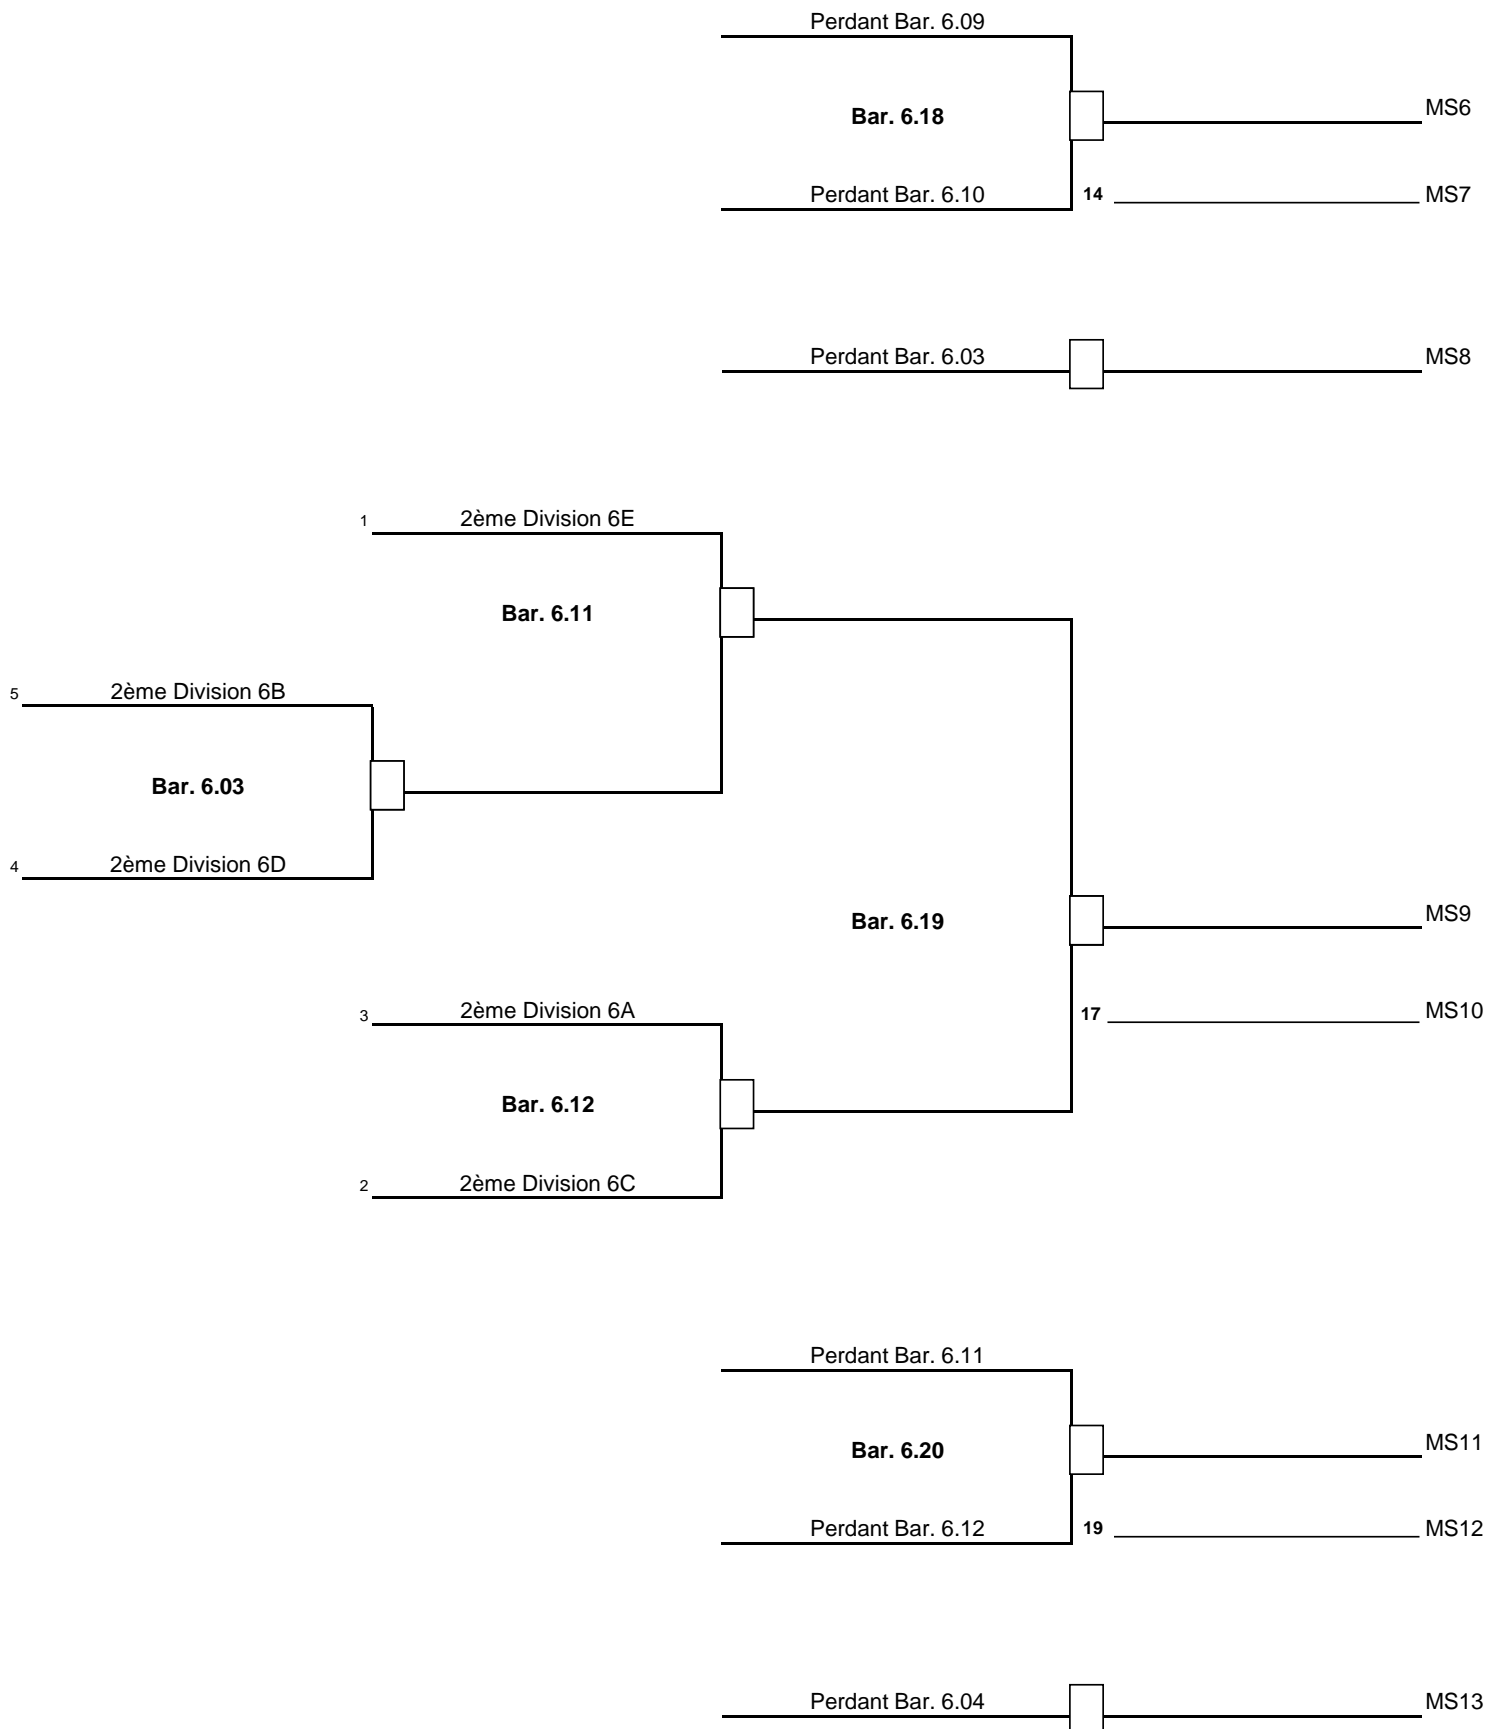 Perdant Bar. 6.09
Bar. 6.18
MS6
Perdant Bar. 6.10
14
MS7
Perdant Bar. 6.03
MS8
1
2ème Division 6E
Bar. 6.11
5
2ème Division 6B
Bar. 6.03
4
2ème Division 6D
Bar. 6.19
MS9
3
2ème Division 6A
17
MS10
Bar. 6.12
2
2ème Division 6C
Perdant Bar. 6.11
Bar. 6.20
MS11
Perdant Bar. 6.12
19
MS12
Perdant Bar. 6.04
MS13